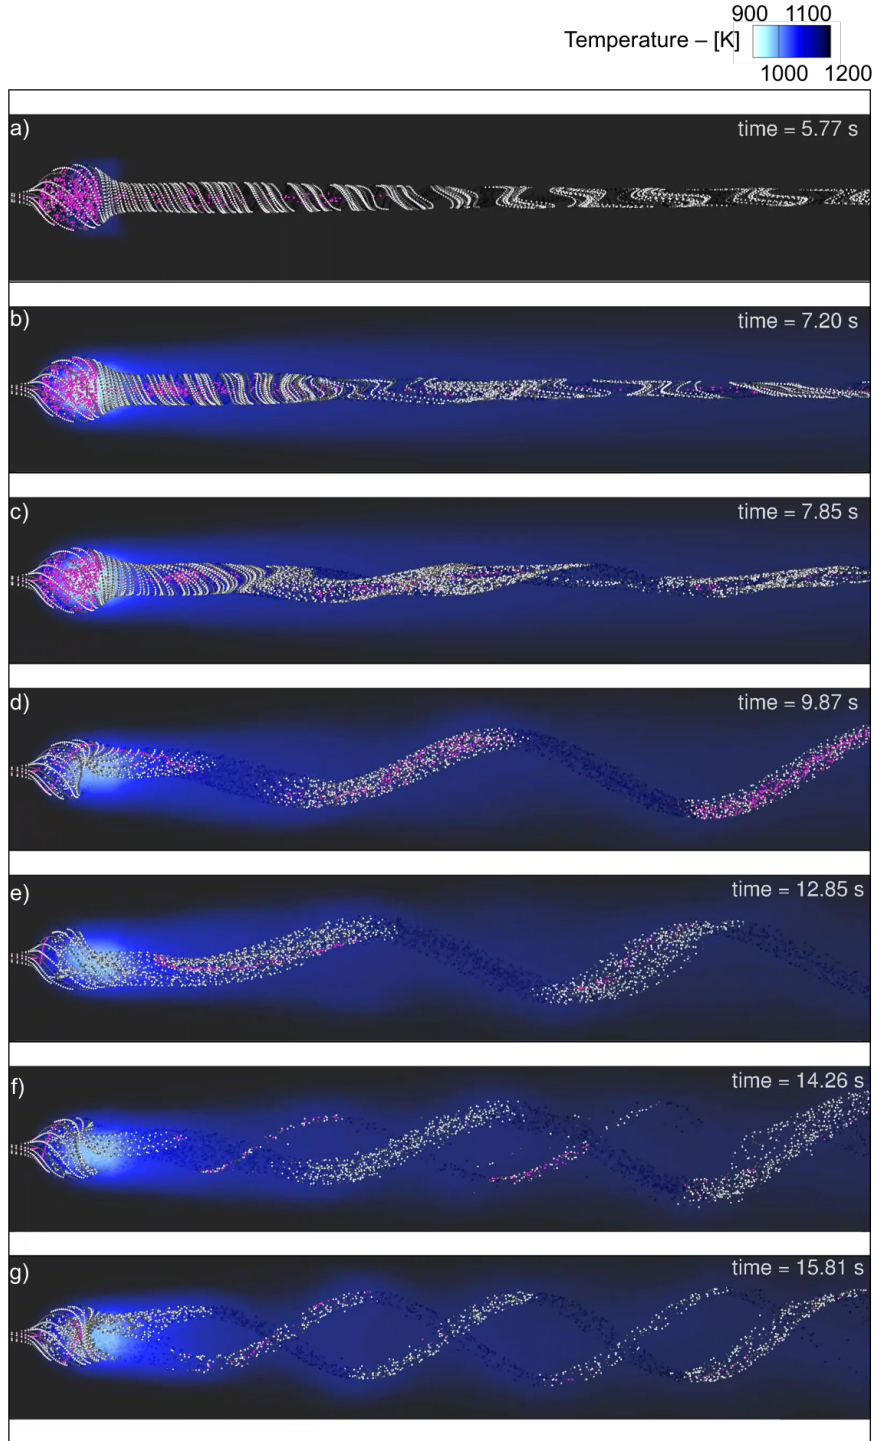 900 1100
Temperature – [K]
1000 1200
a)
time = 5.77 s
b)
time = 7.20 s
c)
time = 7.85 s
d)
time = 9.87 s
e)
time = 12.85 s
f)
time = 14.26 s
g)
time = 15.81 s